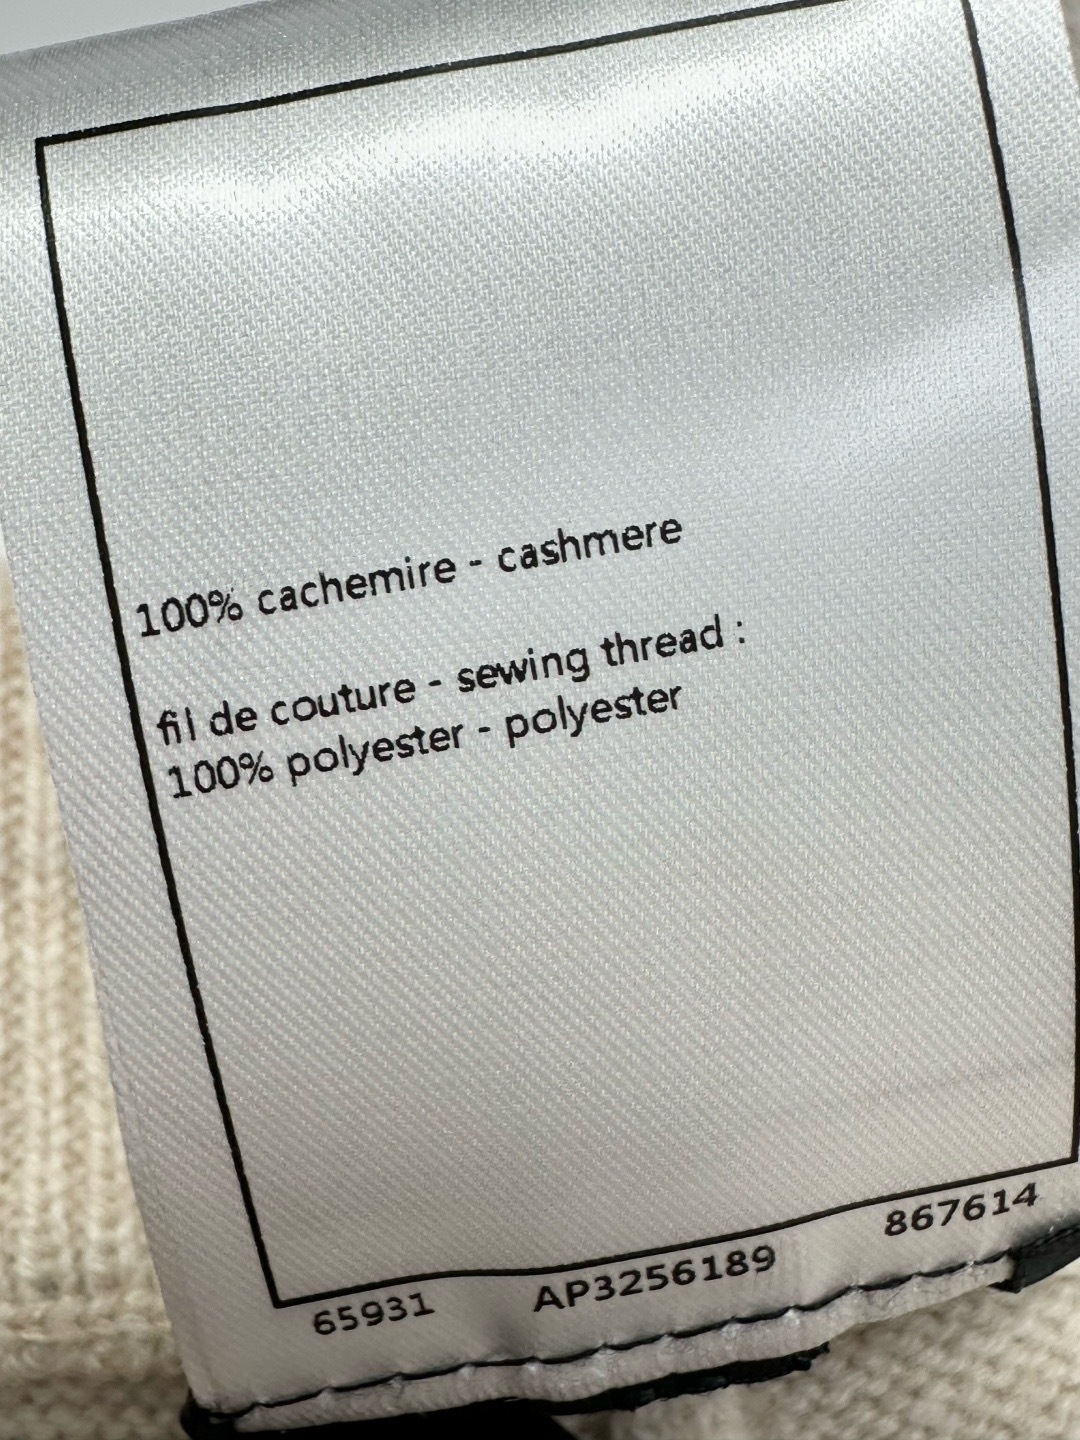 100% cachemire - cashmere
fil de couture - sewing thread :
100% polyester - polyester
65931 AP3256189 867614